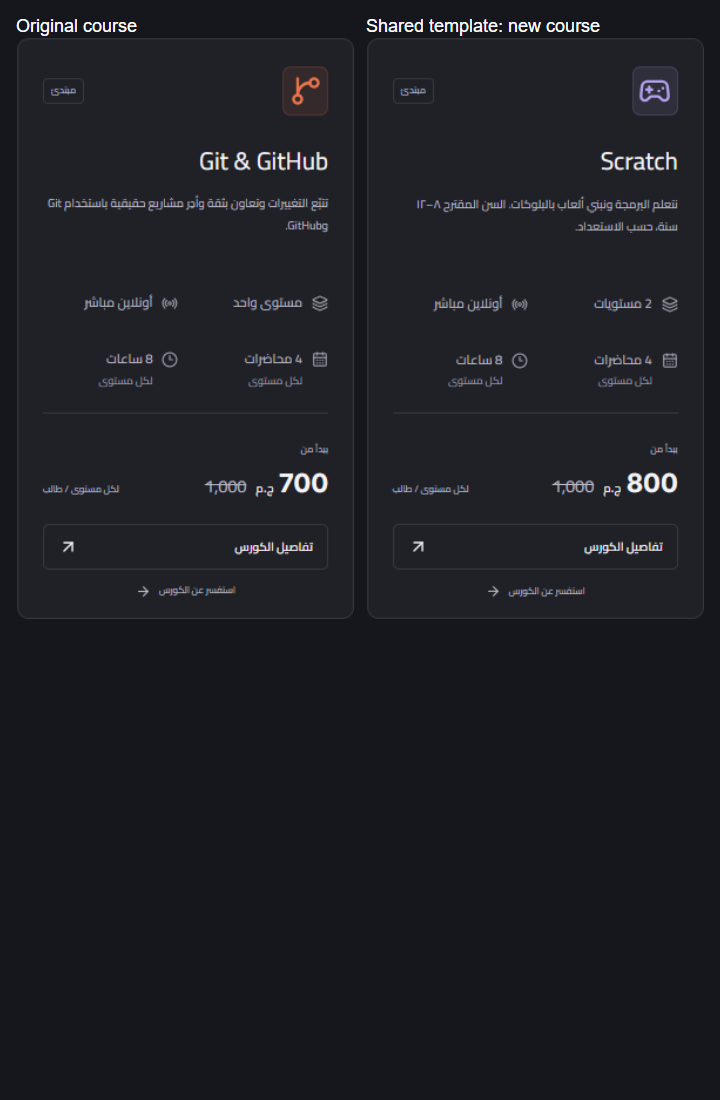 Original course
مبتدئ
Git & GitHub
تتبّع التغييرات وتعاون بثقة وأدِر مشاريع حقيقية باستخدام Git
وGitHub.
مستوى واحد
أونلاين مباشر
4 محاضرات
لكل مستوى
8 ساعات
لكل مستوى
يبدأ من
700 ج.م 1,000
لكل مستوى / طالب
تفاصيل الكورس
استفسر عن الكورس
Shared template: new course
مبتدئ
Scratch
نتعلم البرمجة ونبني ألعاب بالبلوكات. السن المقترح ٨–١٢
سنة، حسب الاستعداد.
2 مستويات
أونلاين مباشر
4 محاضرات
لكل مستوى
8 ساعات
لكل مستوى
يبدأ من
800 ج.م 1,000
لكل مستوى / طالب
تفاصيل الكورس
استفسر عن الكورس